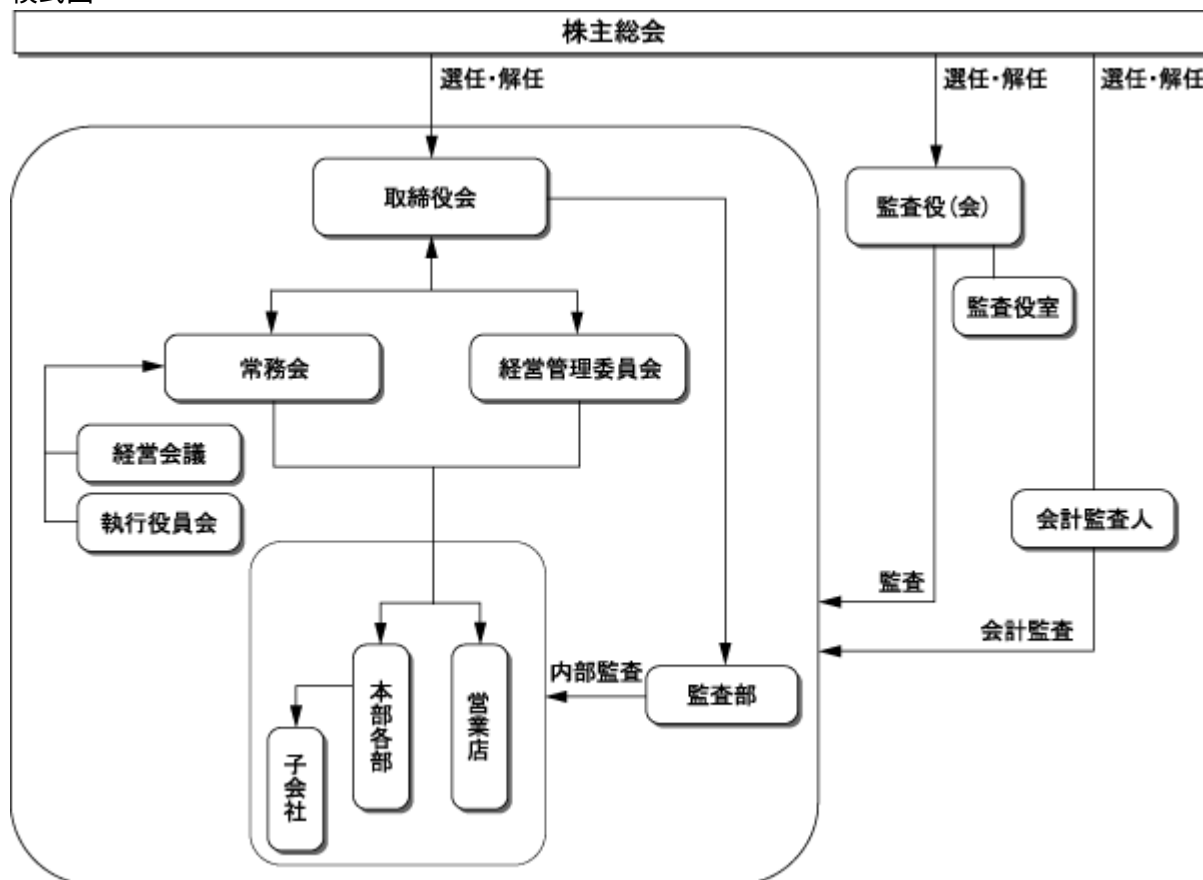 株主総会
選任・解任
選任・解任
選任・解任
取締役会
監査役(会)
監査役室
常務会
経営管理委員会
経営会議
執行役員会
会計監査人
監査
会計監査
内部監査
監査部
本部各部
営業店
子会社